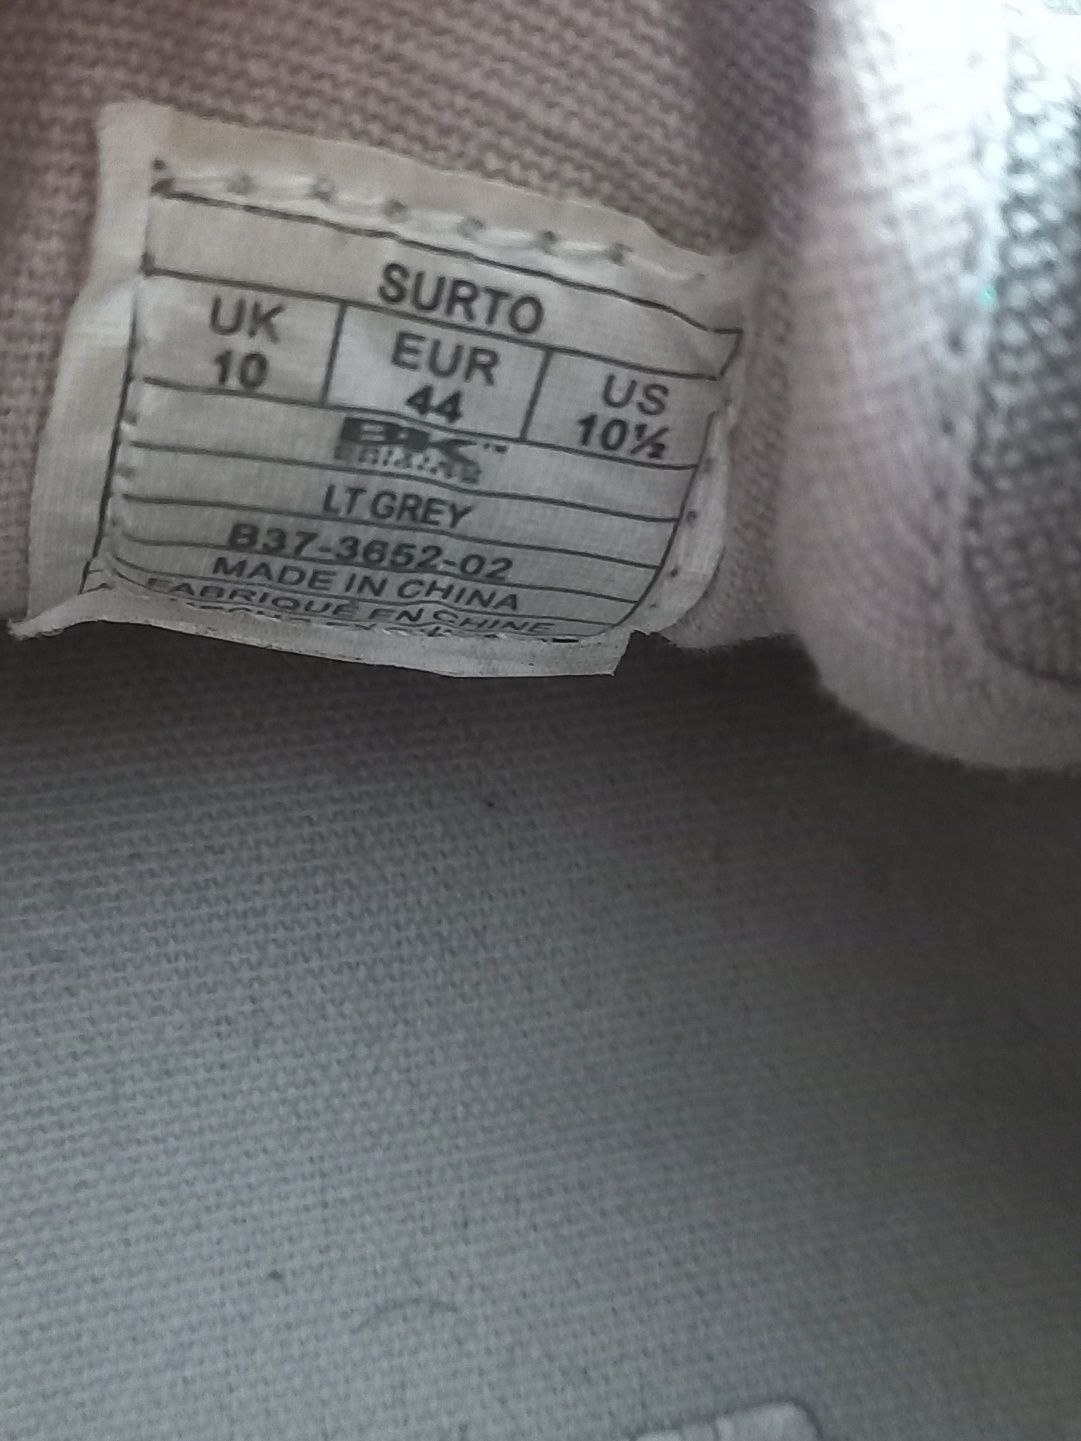 SURTO
UK EUR US
10 44 10½
BK™
LT GREY
B37-3652-02
MADE IN CHINA
FABRIQUÉ EN CHINE